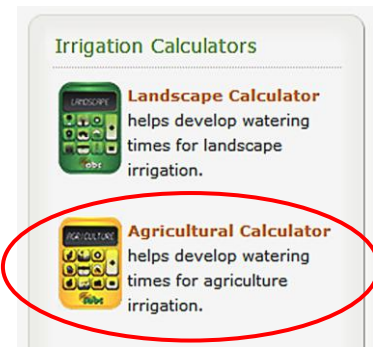 Irrigation Calculators
LANDSCAPE
Landscape Calculator
helps develop watering
times for landscape
irrigation.
AGRICULTURE
Agricultural Calculator
helps develop watering
times for agriculture
irrigation.